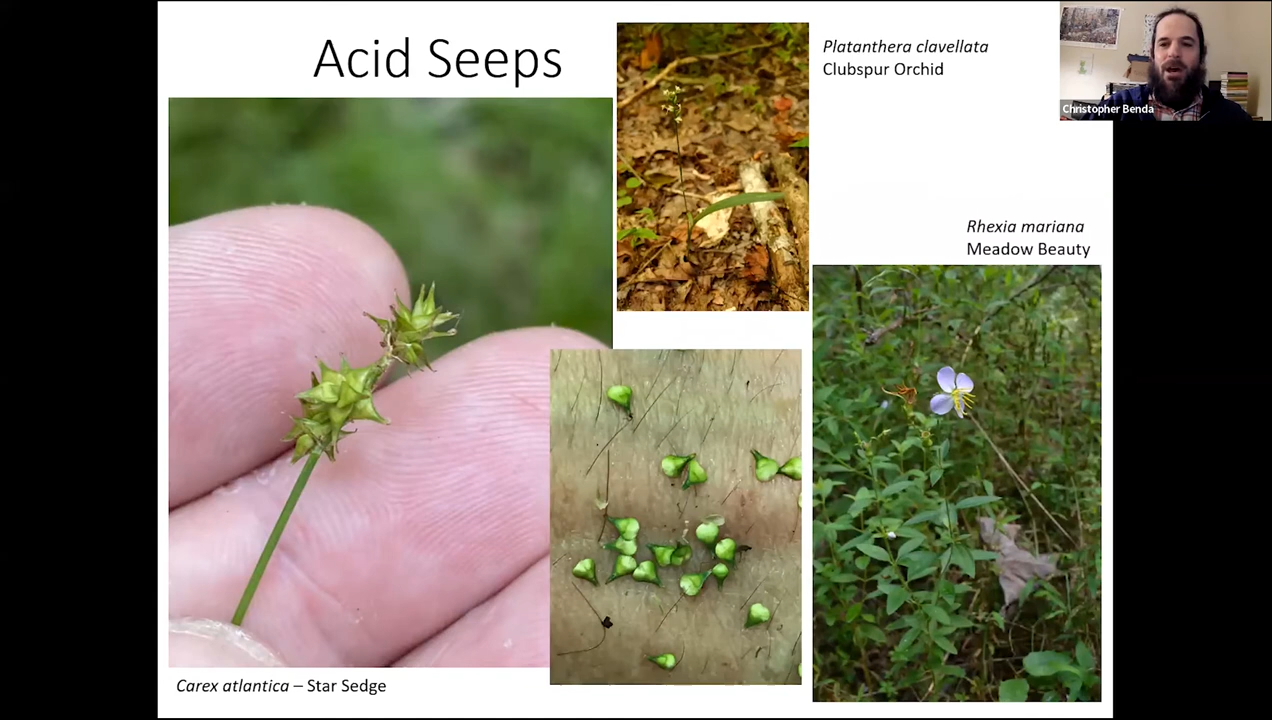 Acid Seeps
Platanthera clavellata
Clubspur Orchid
Christopher Benda
Rhexia mariana
Meadow Beauty
Carex atlantica – Star Sedge